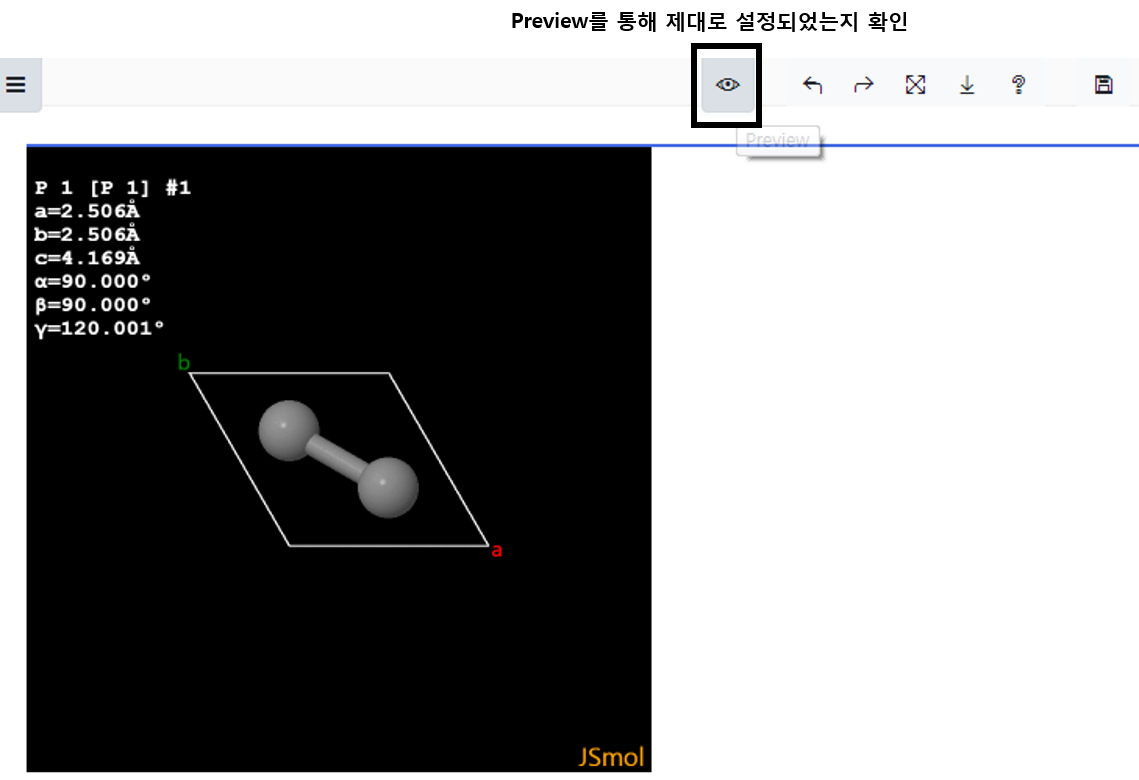 Preview를 통해 제대로 설정되었는지 확인
Preview
P 1 [P 1] #1
a=2.506Å
b=2.506Å
c=4.169Å
α=90.000°
β=90.000°
γ=120.001°
b
a
JSmol